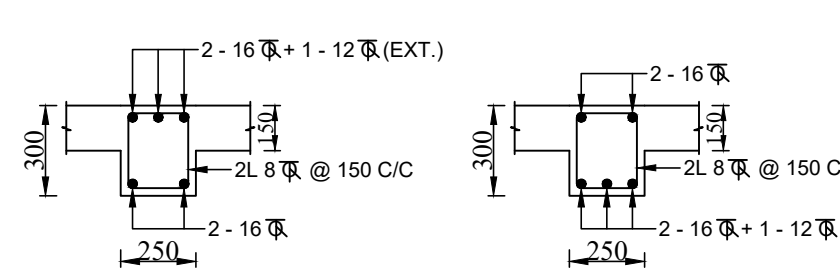 2 - 16 Ꚛ + 1 - 12 Ꚛ (EXT.)
300
150
2L 8 Ꚛ @ 150 C/C
2 - 16 Ꚛ
250
2 - 16 Ꚛ
300
150
2L 8 Ꚛ @ 150 C
2 - 16 Ꚛ + 1 - 12 Ꚛ
250